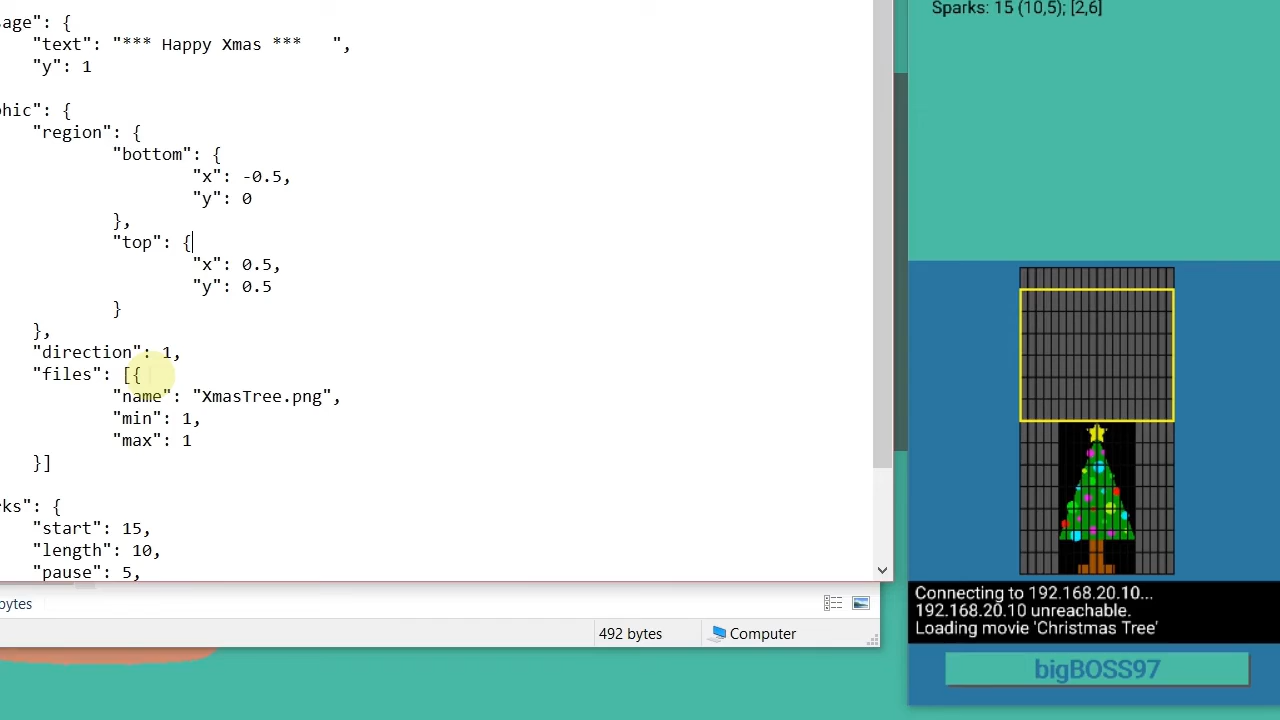 age": {
"text": "*** Happy Xmas ***   ",
"y": 1
phic": {
"region": {
"bottom": {
"x": -0.5,
"y": 0
},
"top": {
"x": 0.5,
"y": 0.5
}
},
"direction": 1,
"files": [{
"name": "XmasTree.png",
"min": 1,
"max": 1
}]
rks": {
"start": 15,
"length": 10,
"pause": 5,
bytes
492 bytes
Computer
Sparks: 15 (10,5); [2,6]
Connecting to 192.168.20.10...
192.168.20.10 unreachable.
Loading movie 'Christmas Tree'
bigBOSS97